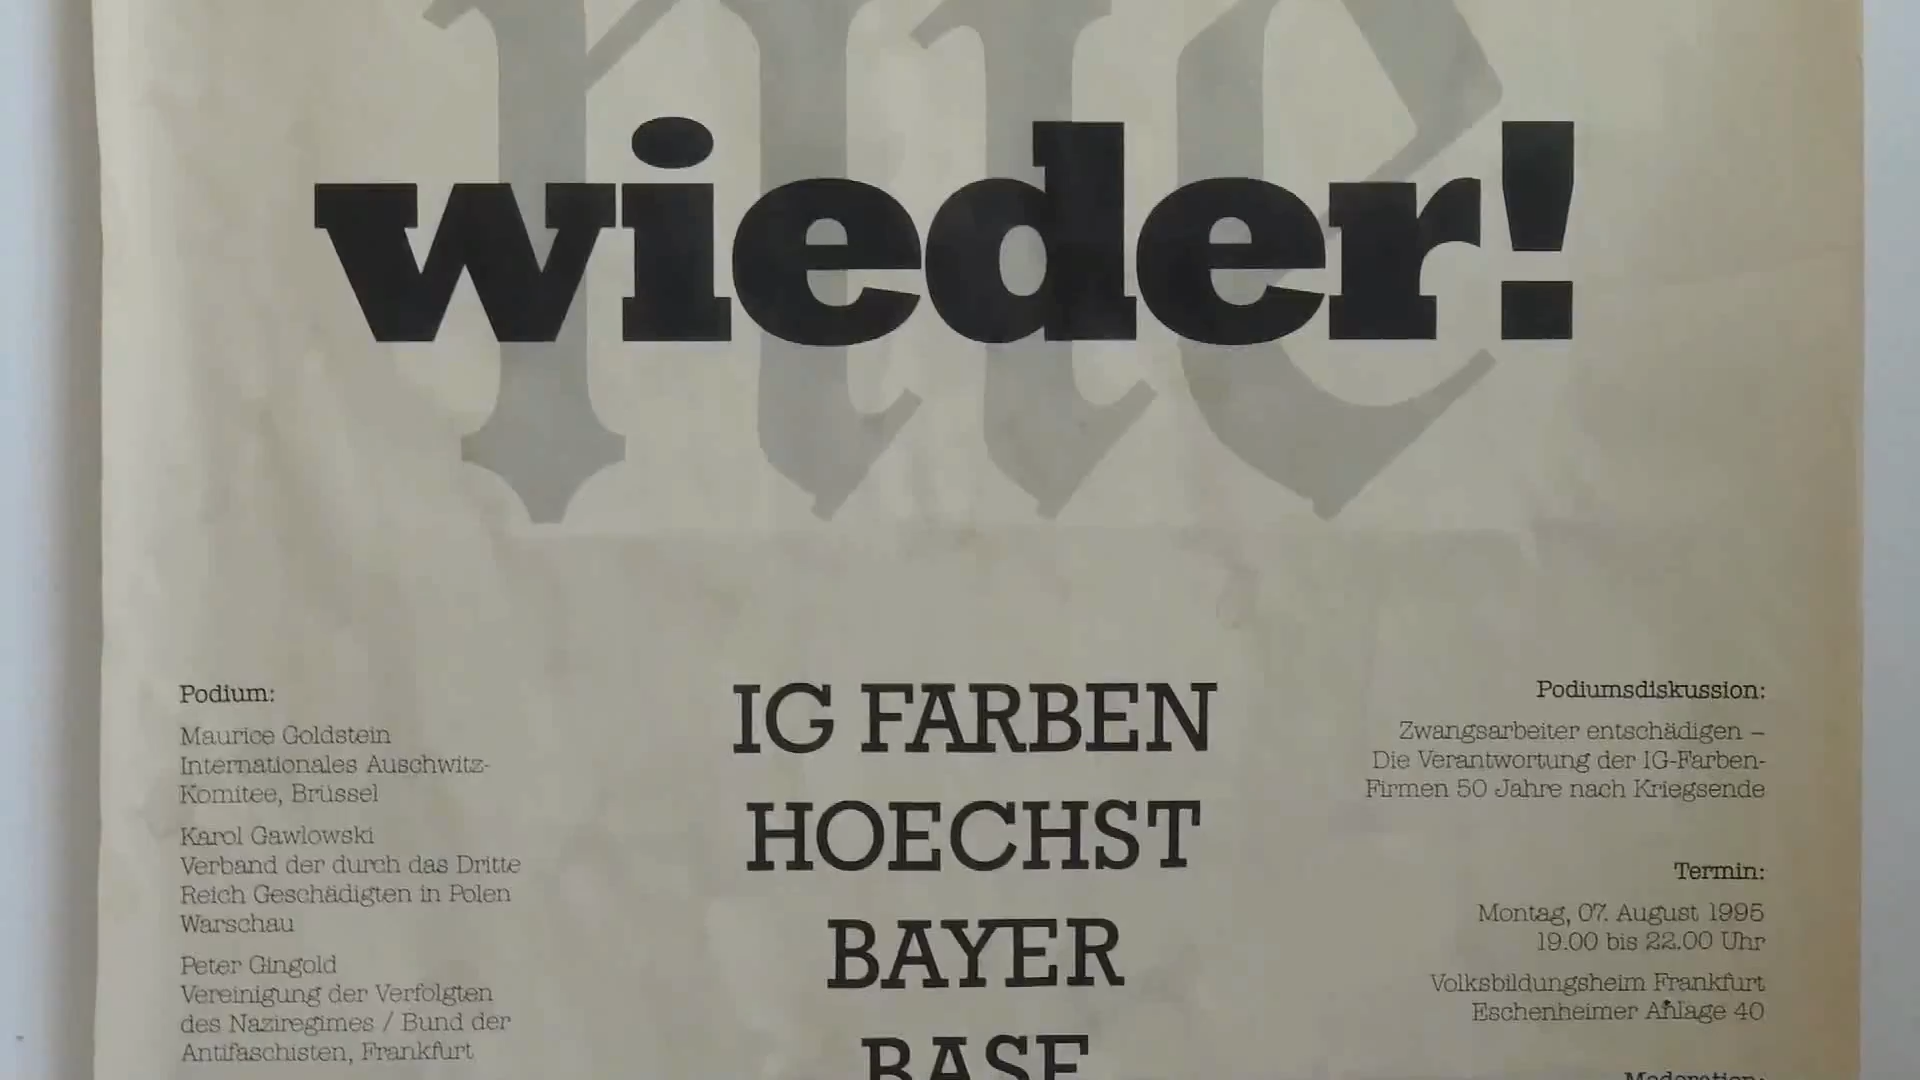 nie
wieder!
Podium:
Maurice Goldstein
Internationales Auschwitz-
Komitee, Brüssel
Karol Gawlowski
Verband der durch das Dritte
Reich Geschädigten in Polen
Warschau
Peter Gingold
Vereinigung der Verfolgten
des Naziregimes / Bund der
Antifaschisten, Frankfurt
IG FARBEN
HOECHST
BAYER
BASF
Podiumsdiskussion:
Zwangsarbeiter entschädigen –
Die Verantwortung der IG-Farben-
Firmen 50 Jahre nach Kriegsende
Termin:
Montag, 07. August 1995
19.00 bis 22.00 Uhr
Volksbildungsheim Frankfurt
Eschenheimer Anlage 40
Moderation: